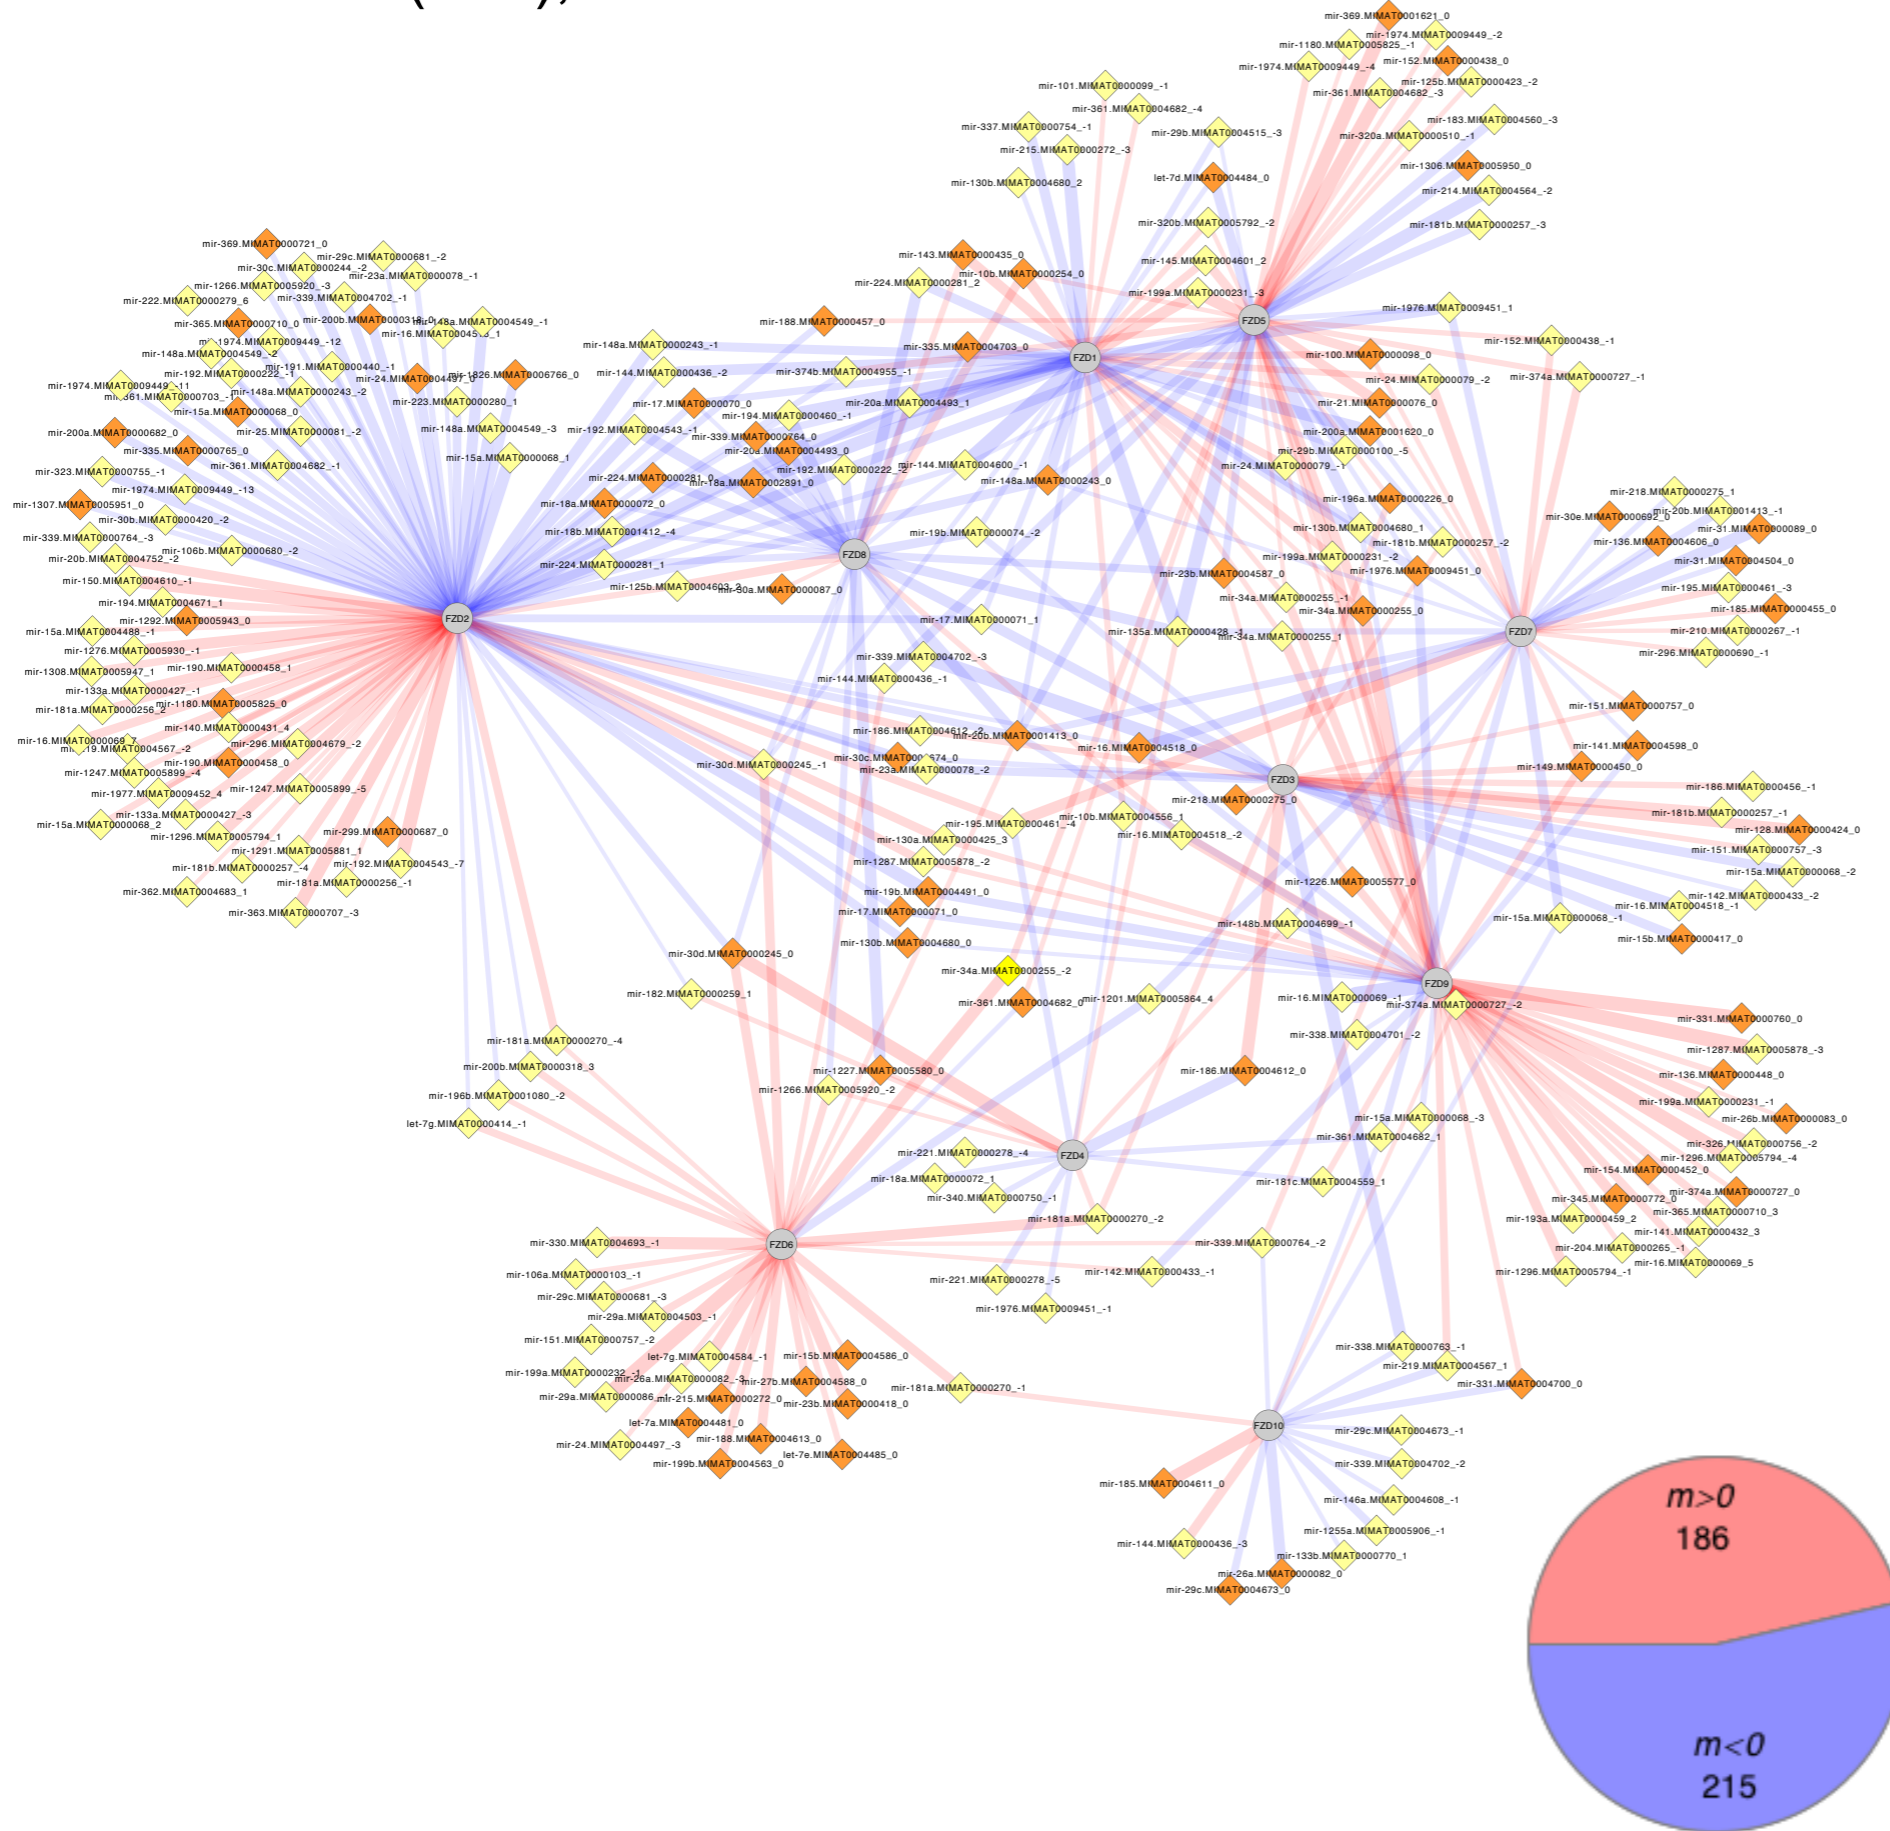 mir-369.MIMAT0001621_0
mir-1974.MIMAT0009449_-2
mir-1180.MIMAT0005825_-1
mir-152.MIMAT0000438_0
mir-1974.MIMAT0009449_-4
mir-125b.MIMAT0000423_-2
mir-361.MIMAT0004682_-3
mir-101.MIMAT0000099_-1
mir-361.MIMAT0004682_-4
mir-183.MIMAT0004560_-3
mir-337.MIMAT0000754_-1
mir-29b.MIMAT0004515_-3
mir-320a.MIMAT0000510_-1
mir-215.MIMAT0000272_-3
mir-1306.MIMAT0005950_0
mir-130b.MIMAT0004680_2
let-7d.MIMAT0004484_0
mir-214.MIMAT0004564_-2
mir-320b.MIMAT0005792_-2
mir-181b.MIMAT0000257_-3
mir-369.MIMAT0000721_0
mir-29c.MIMAT0000681_-2
mir-143.MIMAT0000435_0
mir-145.MIMAT0004601_2
mir-30c.MIMAT0000244_-2
mir-23a.MIMAT0000078_-1
mir-10b.MIMAT0000254_0
mir-224.MIMAT0000281_2
mir-1266.MIMAT0005920_-3
mir-199a.MIMAT0000231_-3
mir-222.MIMAT0000279_6
mir-339.MIMAT0004702_-1
mir-1976.MIMAT0009451_1
mir-365.MIMAT0000710_0
mir-148a.MIMAT0004549_-1
mir-188.MIMAT0000457_0
FZD5
mir-1974.MIMAT0009449_-12
mir-148a.MIMAT0000243_-1
mir-335.MIMAT0004703_0
mir-152.MIMAT0000438_-1
mir-148a.MIMAT0004549_-2
FZD1
mir-100.MIMAT0000098_0
mir-191.MIMAT0000440_-1
mir-192.MIMAT0000222_-1
mir-144.MIMAT0000436_-2
mir-374b.MIMAT0004955_-1
mir-374a.MIMAT0000727_-1
mir-24.MIMAT0000079_-2
mir-1974.MIMAT0009449_-11
mir-148a.MIMAT0000243_-2
mir-223.MIMAT0000280_1
mir-17.MIMAT0000070_0
mir-20a.MIMAT0004493_1
mir-21.MIMAT0000076_0
mir-15a.MIMAT0000068_0
mir-194.MIMAT0000460_-1
mir-200a.MIMAT0000682_0
mir-25.MIMAT0000081_-2
mir-148a.MIMAT0004549_-3
mir-192.MIMAT0004543_-1
mir-339.MIMAT0000764_0
mir-200a.MIMAT0001620_0
mir-335.MIMAT0000765_0
mir-15a.MIMAT0000068_1
mir-20a.MIMAT0004493_0
mir-29b.MIMAT0000100_-5
mir-323.MIMAT0000755_-1
mir-361.MIMAT0004682_-1
mir-144.MIMAT0004600_-1
mir-24.MIMAT0000079_-1
mir-1974.MIMAT0009449_-13
mir-224.MIMAT0000281_0
mir-148a.MIMAT0000243_0
mir-218.MIMAT0000275_1
mir-1307.MIMAT0005951_0
mir-18a.MIMAT0000072_0
mir-196a.MIMAT0000226_0
mir-30e.MIMAT0000692_0
mir-20b.MIMAT0001413_-1
mir-30b.MIMAT0000420_-2
mir-18b.MIMAT0001412_-4
mir-19b.MIMAT0000074_-2
mir-130b.MIMAT0004680_1
mir-31.MIMAT0000089_0
mir-339.MIMAT0000764_-3
mir-136.MIMAT0004606_0
mir-106b.MIMAT0000680_-2
FZD8
mir-199a.MIMAT0000231_-2
mir-181b.MIMAT0000257_-2
mir-20b.MIMAT0004752_-2
mir-224.MIMAT0000281_1
mir-31.MIMAT0004504_0
mir-150.MIMAT0004610_-1
mir-23b.MIMAT0004587_0
mir-1976.MIMAT0009451_0
mir-195.MIMAT0000461_-3
mir-30a.MIMAT0000087_0
mir-194.MIMAT0004671_1
mir-34a.MIMAT0000255_-1
mir-34a.MIMAT0000255_0
mir-185.MIMAT0000455_0
mir-1292.MIMAT0005943_0
FZD2
mir-17.MIMAT0000071_1
mir-15a.MIMAT0004488_-1
FZD7
mir-210.MIMAT0000267_-1
mir-34a.MIMAT0000255_1
mir-1276.MIMAT0005930_-1
mir-296.MIMAT0000690_-1
mir-339.MIMAT0004702_-3
mir-1308.MIMAT0005947_1
mir-190.MIMAT0000458_1
mir-144.MIMAT0000436_-1
mir-133a.MIMAT0000427_-1
mir-1180.MIMAT0005825_0
mir-181a.MIMAT0000256_2
mir-151.MIMAT0000757_0
mir-140.MIMAT0000431_4
mir-186.MIMAT0004612_-2
mir-20b.MIMAT0001413_0
mir-16.MIMAT0000069_7
mir-296.MIMAT0004679_-2
mir-16.MIMAT0004518_0
mir-141.MIMAT0004598_0
mir-190.MIMAT0000458_0
mir-30d.MIMAT0000245_-1
mir-149.MIMAT0000450_0
mir-1247.MIMAT0005899_-4
mir-23a.MIMAT0000078_-2
FZD3
mir-186.MIMAT0000456_-1
mir-1977.MIMAT0009452_4
mir-1247.MIMAT0005899_-5
mir-218.MIMAT0000275_0
mir-133a.MIMAT0000427_-3
mir-10b.MIMAT0004556_1
mir-181b.MIMAT0000257_-1
mir-15a.MIMAT0000068_2
mir-195.MIMAT0000461_-4
mir-128.MIMAT0000424_0
mir-1296.MIMAT0005794_1
mir-299.MIMAT0000687_0
mir-130a.MIMAT0000425_3
mir-16.MIMAT0004518_-2
mir-1291.MIMAT0005881_1
mir-151.MIMAT0000757_-3
mir-181b.MIMAT0000257_-4
mir-192.MIMAT0004543_-7
mir-1287.MIMAT0005878_-2
mir-15a.MIMAT0000068_-2
mir-181a.MIMAT0000256_-1
mir-1226.MIMAT0005577_0
mir-362.MIMAT0004683_1
mir-19b.MIMAT0004491_0
mir-142.MIMAT0000433_-2
mir-16.MIMAT0004518_-1
mir-363.MIMAT0000707_-3
mir-17.MIMAT0000071_0
mir-148b.MIMAT0004699_-1
mir-15a.MIMAT0000068_-1
mir-130b.MIMAT0004680_0
mir-15b.MIMAT0000417_0
mir-30d.MIMAT0000245_0
mir-34a.MIMAT0000255_-2
FZD9
mir-182.MIMAT0000259_1
mir-361.MIMAT0004682_0
mir-1201.MIMAT0005864_4
mir-16.MIMAT0000069_-1
mir-374a.MIMAT0000727_-2
mir-331.MIMAT0000760_0
mir-338.MIMAT0004701_-2
mir-181a.MIMAT0000270_-4
mir-1287.MIMAT0005878_-3
mir-200b.MIMAT0000318_3
mir-1227.MIMAT0005580_0
mir-186.MIMAT0004612_0
mir-136.MIMAT0000448_0
mir-1266.MIMAT0005920_-2
mir-196b.MIMAT0001080_-2
mir-199a.MIMAT0000231_-1
let-7g.MIMAT0000414_-1
mir-15a.MIMAT0000068_-3
mir-26b.MIMAT0000083_0
mir-361.MIMAT0004682_1
mir-326.MIMAT0000756_-2
mir-221.MIMAT0000278_-4
FZD4
mir-1296.MIMAT0005794_-4
mir-154.MIMAT0000452_0
mir-18a.MIMAT0000072_1
mir-181c.MIMAT0004559_1
mir-374a.MIMAT0000727_0
mir-340.MIMAT0000750_-1
mir-345.MIMAT0000772_0
mir-365.MIMAT0000710_3
mir-181a.MIMAT0000270_-2
mir-193a.MIMAT0000459_2
mir-141.MIMAT0000432_3
mir-330.MIMAT0004693_-1
FZD6
mir-339.MIMAT0000764_-2
mir-204.MIMAT0000265_-1
mir-16.MIMAT0000069_5
mir-106a.MIMAT0000103_-1
mir-142.MIMAT0000433_-1
mir-1296.MIMAT0005794_-1
mir-221.MIMAT0000278_-5
mir-29c.MIMAT0000681_-3
mir-1976.MIMAT0009451_-1
mir-29a.MIMAT0004503_-1
mir-151.MIMAT0000757_-2
mir-338.MIMAT0000763_-1
let-7g.MIMAT0004584_-1
mir-15b.MIMAT0004586_0
mir-219.MIMAT0004567_1
mir-199a.MIMAT0000232_-1
mir-27b.MIMAT0004588_0
mir-331.MIMAT0004700_0
mir-181a.MIMAT0000270_-1
mir-215.MIMAT0000272_0
mir-23b.MIMAT0000418_0
let-7a.MIMAT0004481_0
FZD10
mir-29c.MIMAT0004673_-1
mir-188.MIMAT0004613_0
mir-24.MIMAT0004497_-3
let-7e.MIMAT0004485_0
mir-199b.MIMAT0004563_0
mir-339.MIMAT0004702_-2
mir-185.MIMAT0004611_0
mir-146a.MIMAT0004608_-1
mir-1255a.MIMAT0005906_-1
mir-144.MIMAT0000436_-3
mir-133b.MIMAT0000770_1
mir-26a.MIMAT0000082_0
mir-29c.MIMAT0004673_0
m>0
186
m<0
215